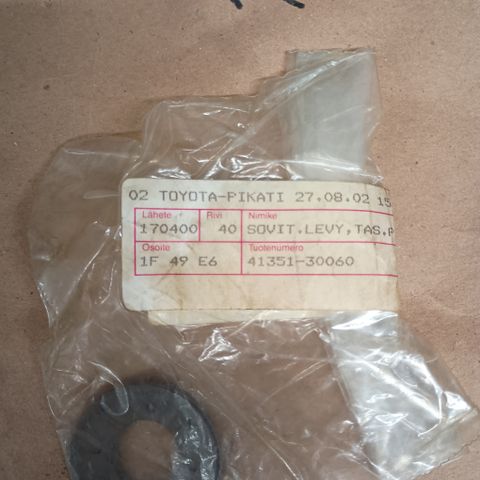 02 TOYOTA-PIKATI 27.08.02 15
Lähete Rivi Nimike
170400 40 SOVIT.LEVY,TAS.
Osoite Tuotenumero
1F 49 E6 41351-30060